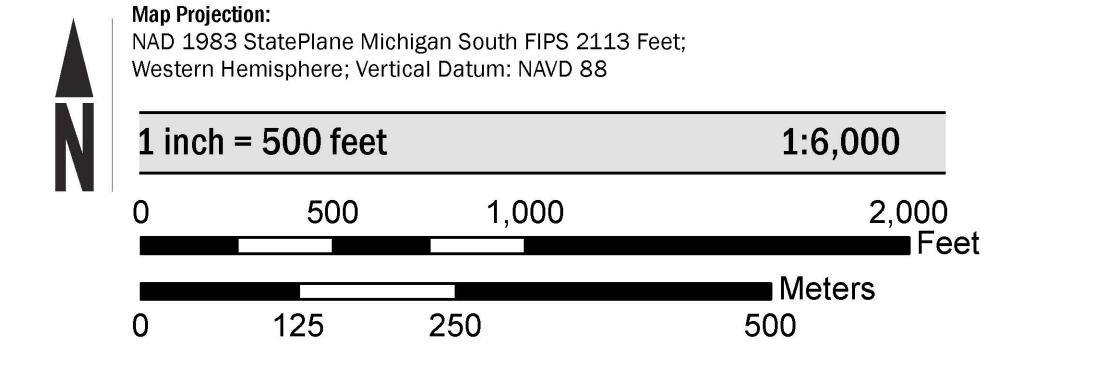 Map Projection:
NAD 1983 StatePlane Michigan South FIPS 2113 Feet;
Western Hemisphere; Vertical Datum: NAVD 88
N
1 inch = 500 feet 1:6,000
0 500 1,000 2,000
Feet
Meters
0 125 250 500